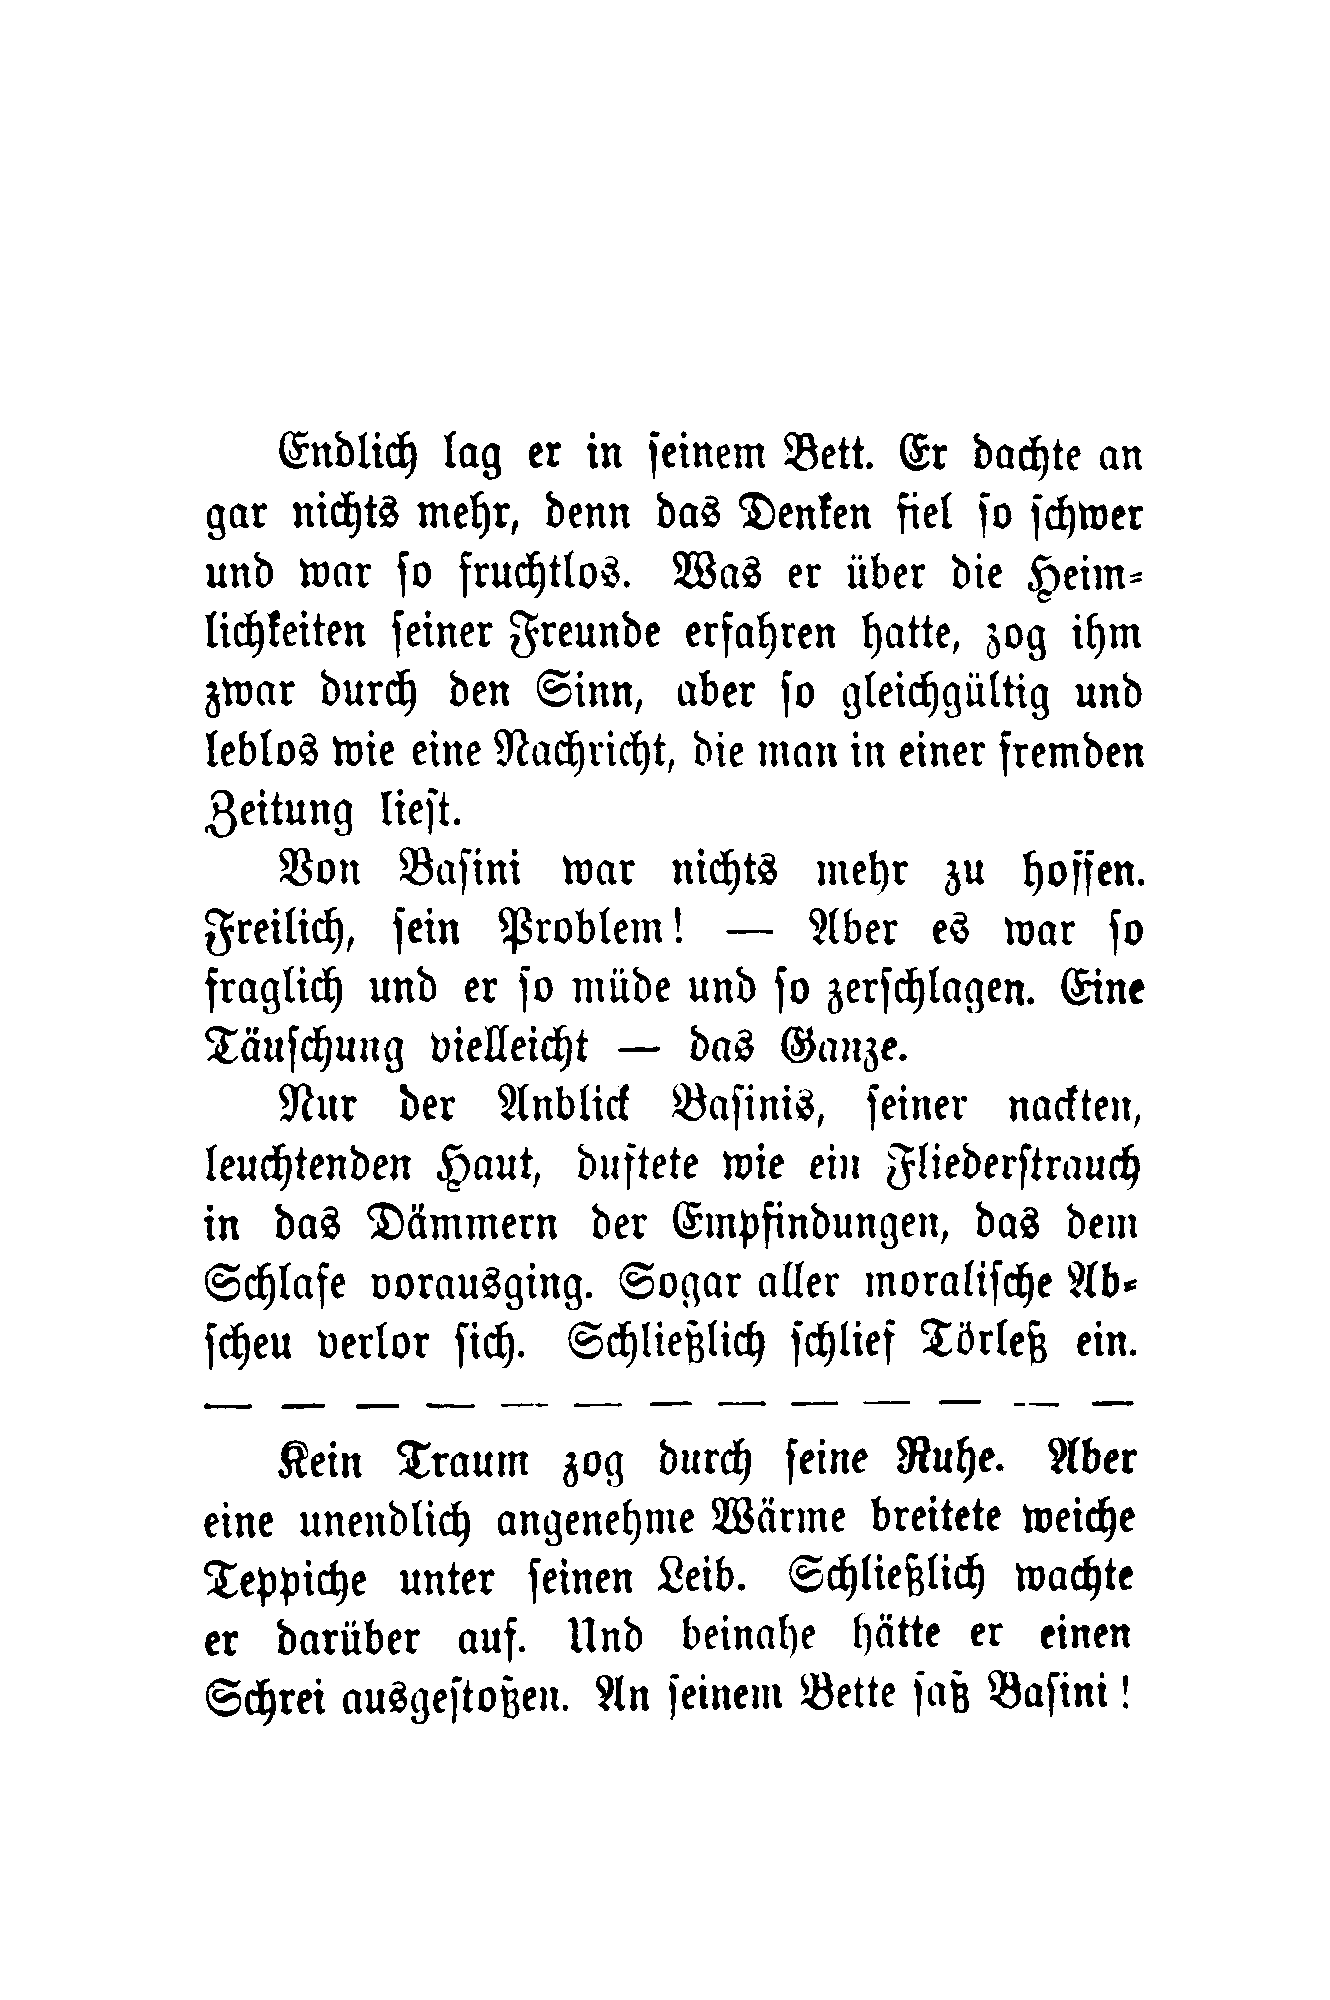 Endlich lag er in ſeinem Bett. Er dachte an
gar nichts mehr, denn das Denken fiel ſo ſchwer
und war ſo fruchtlos. Was er über die Heim-
lichkeiten ſeiner Freunde erfahren hatte, zog ihm
zwar durch den Sinn, aber ſo gleichgültig und
leblos wie eine Nachricht, die man in einer fremden
Zeitung lieſt.
Von Baſini war nichts mehr zu hoffen.
Freilich, ſein Problem! — Aber es war ſo
fraglich und er ſo müde und ſo zerſchlagen. Eine
Täuſchung vielleicht — das Ganze.
Nur der Anblick Baſinis, ſeiner nackten,
leuchtenden Haut, duftete wie ein Fliederſtrauch
in das Dämmern der Empfindungen, das dem
Schlafe vorausging. Sogar aller moraliſche Ab-
ſcheu verlor ſich. Schließlich ſchlief Törleß ein.
— — — — — — — — — — — — —
Kein Traum zog durch ſeine Ruhe. Aber
eine unendlich angenehme Wärme breitete weiche
Teppiche unter ſeinen Leib. Schließlich wachte
er darüber auf. Und beinahe hätte er einen
Schrei ausgeſtoßen. An ſeinem Bette ſaß Baſini!